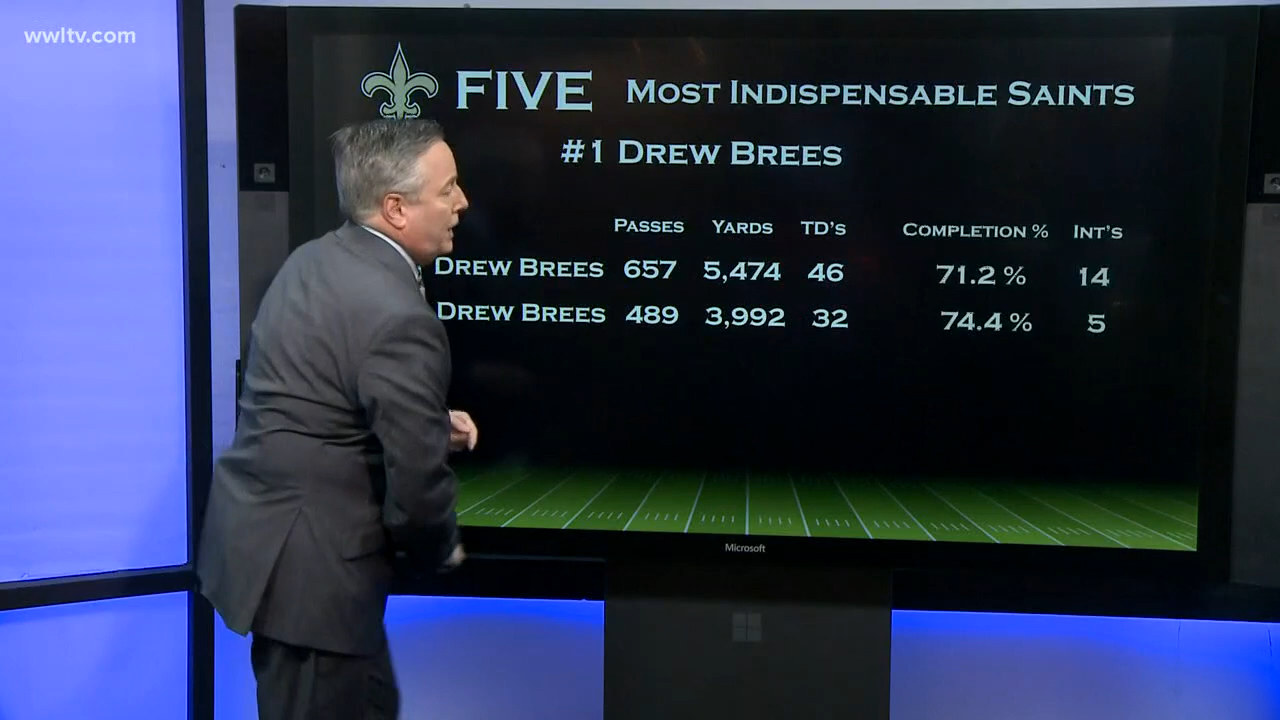 wwltv.com
FIVE Most Indispensable Saints
#1 Drew Brees
Passes Yards TD's Completion % Int's
Drew Brees 657 5,474 46 71.2 % 14
Drew Brees 489 3,992 32 74.4 % 5
Microsoft